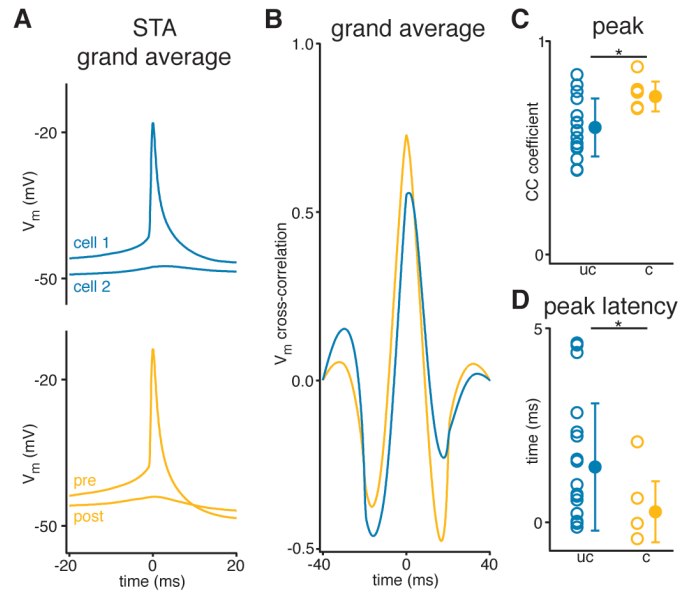 A
STA
grand average
-20
-50
Vm (mV)
cell 1
cell 2
-20
-50
Vm (mV)
pre
post
-20
0
20
time (ms)
B
grand average
1.0
0.5
0.0
-0.5
Vm cross-correlation
-40
0
40
time (ms)
C
peak
*
1
0
CC coefficient
uc
c
D
peak latency
*
5
0
time (ms)
uc
c